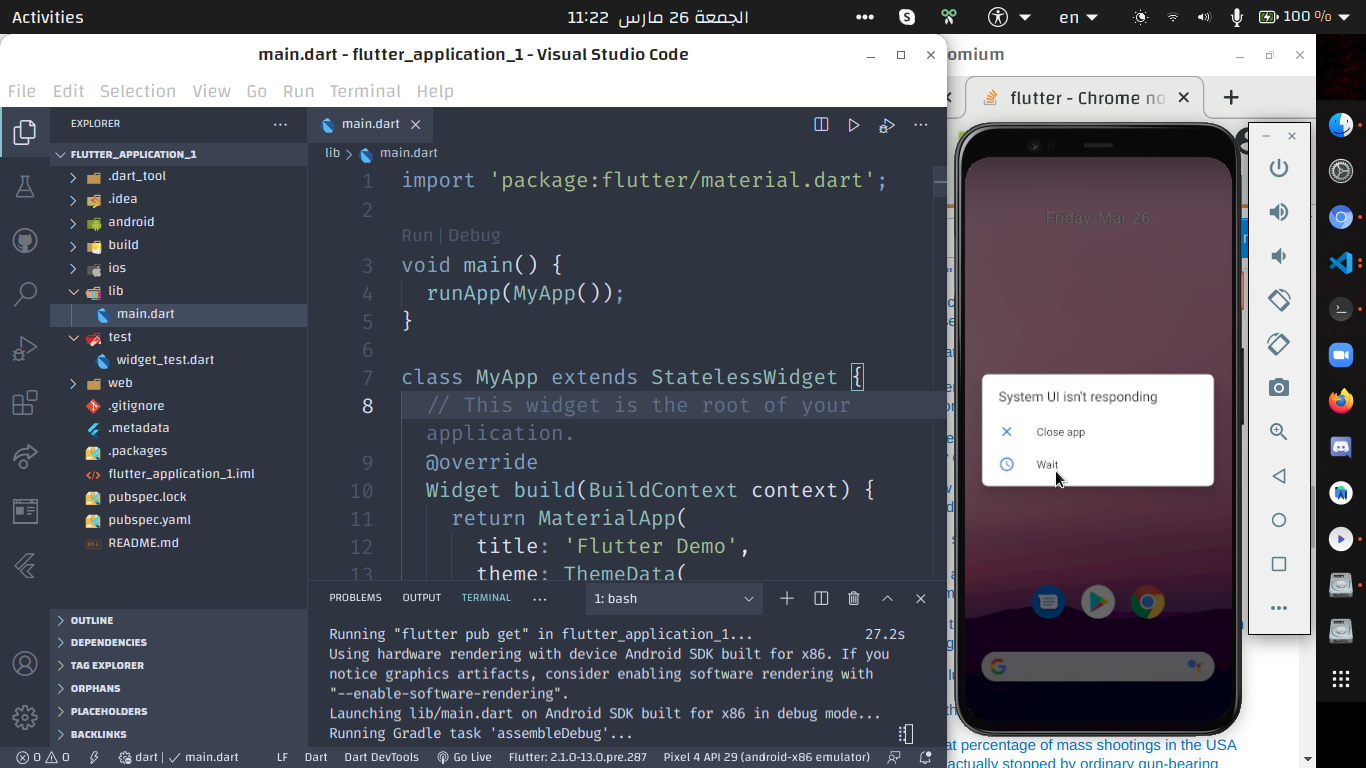 Activities
الجمعة 26 مارس 11:22
en
100 %
main.dart - flutter_application_1 - Visual Studio Code
omium
File Edit Selection View Go Run Terminal Help
flutter - Chrome no
EXPLORER
main.dart
FLUTTER_APPLICATION_1
.dart_tool
.idea
android
build
ios
lib
main.dart
test
widget_test.dart
web
.gitignore
.metadata
.packages
flutter_application_1.iml
pubspec.lock
pubspec.yaml
README.md
OUTLINE
DEPENDENCIES
TAG EXPLORER
ORPHANS
PLACEHOLDERS
BACKLINKS
lib > main.dart
1 import 'package:flutter/material.dart';
2
Run | Debug
3 void main() {
4 runApp(MyApp());
5 }
6
7 class MyApp extends StatelessWidget {
8 // This widget is the root of your
application.
9 @override
10 Widget build(BuildContext context) {
11 return MaterialApp(
12 title: 'Flutter Demo',
13 theme: ThemeData(
PROBLEMS OUTPUT TERMINAL
1: bash
Running "flutter pub get" in flutter_application_1... 27.2s
Using hardware rendering with device Android SDK built for x86. If you
notice graphics artifacts, consider enabling software rendering with
"--enable-software-rendering".
Launching lib/main.dart on Android SDK built for x86 in debug mode...
Running Gradle task 'assembleDebug'...
0 0 dart | main.dart LF Dart Dart DevTools Go Live Flutter: 2.1.0-13.0.pre.287 Pixel 4 API 29 (android-x86 emulator)
Friday, Mar 26
System UI isn't responding
Close app
Wait
at percentage of mass shootings in the USA
actually stopped by ordinary gun-bearing